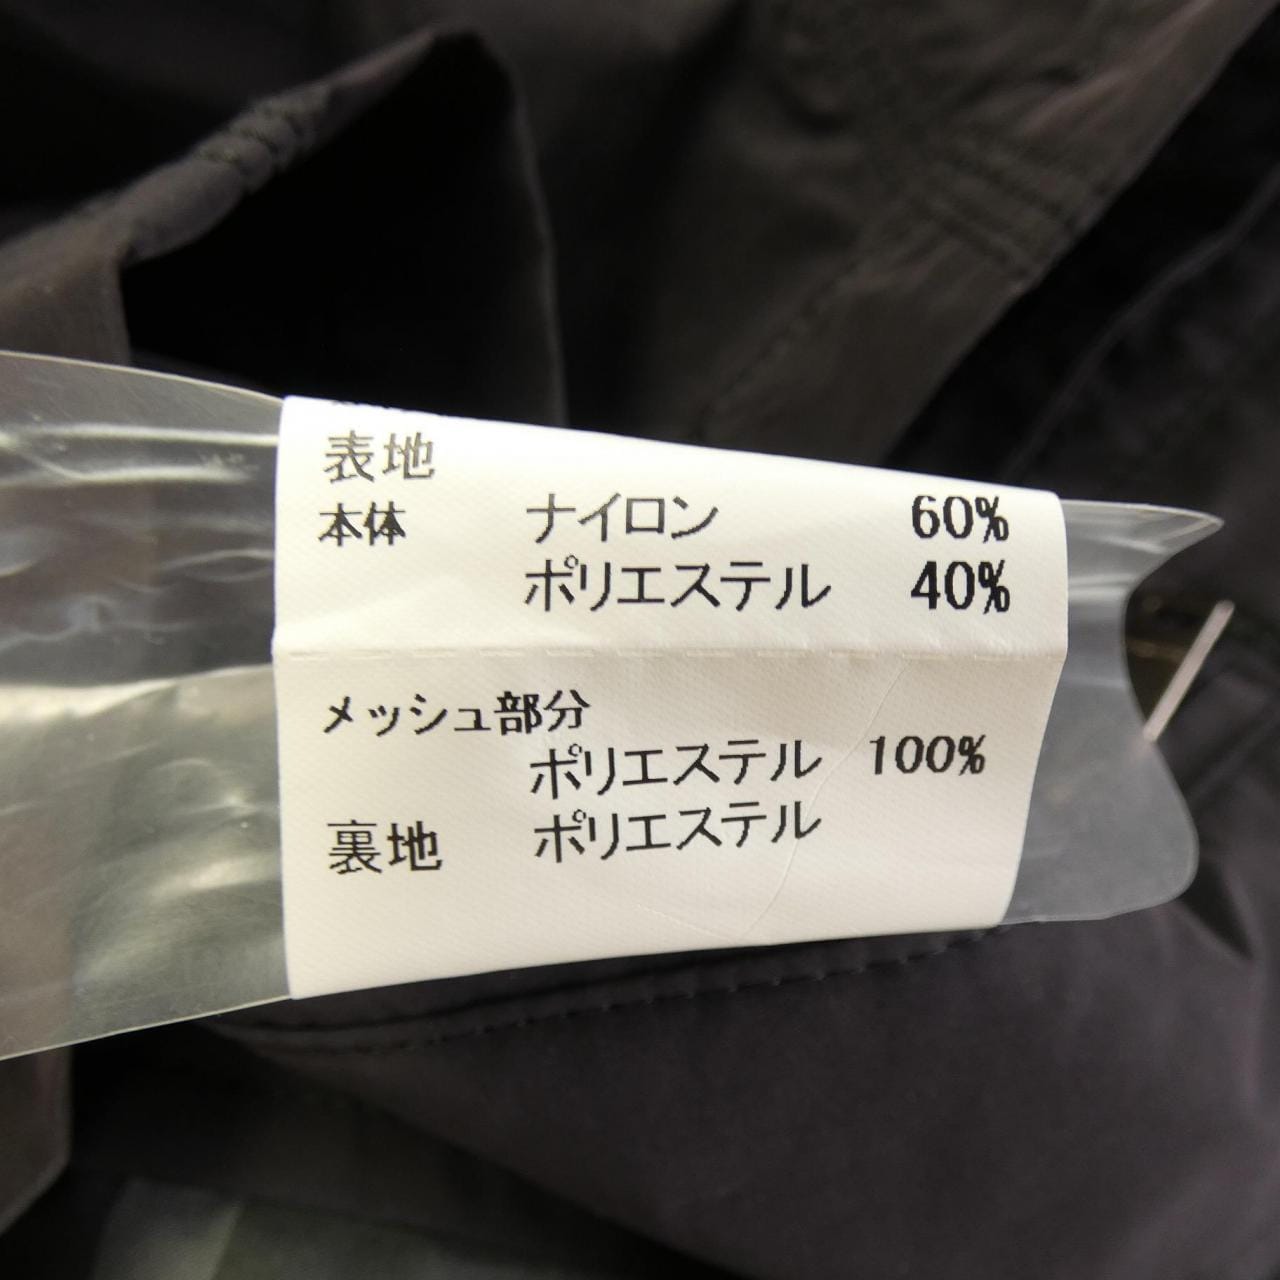 表地
本体 ナイロン 60%
ポリエステル 40%
メッシュ部分
ポリエステル 100%
裏地 ポリエステル